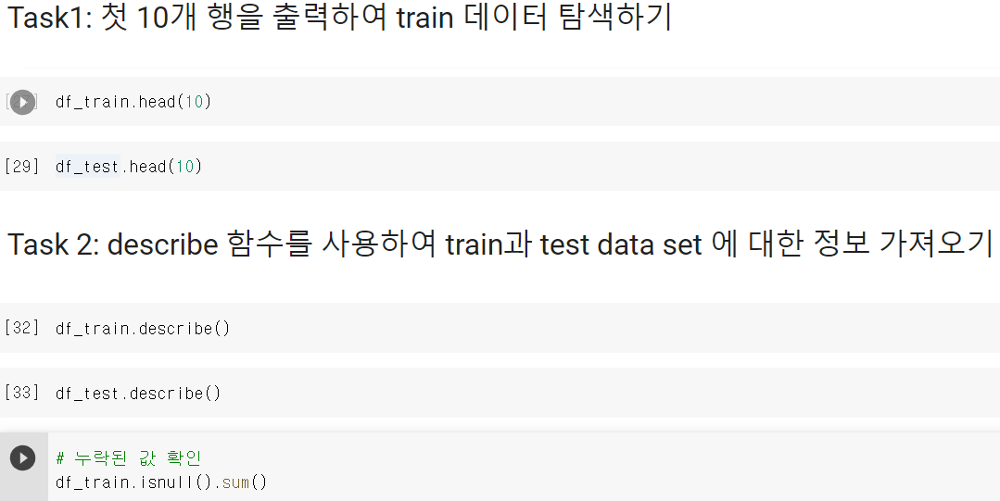 Task1: 첫 10개 행을 출력하여 train 데이터 탐색하기
df_train.head(10)
[29] df_test.head(10)
Task 2: describe 함수를 사용하여 train과 test data set 에 대한 정보 가져오기
[32] df_train.describe()
[33] df_test.describe()
# 누락된 값 확인
df_train.isnull().sum()